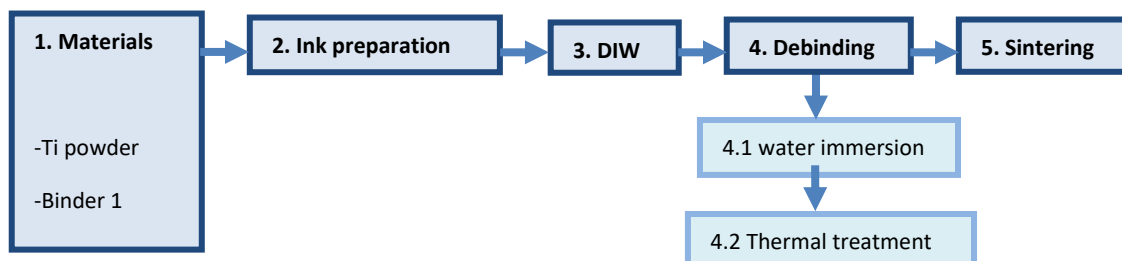 1. Materials
-Ti powder
-Binder 1
2. Ink preparation
3. DIW
4. Debinding
4.1 water immersion
4.2 Thermal treatment
5. Sintering